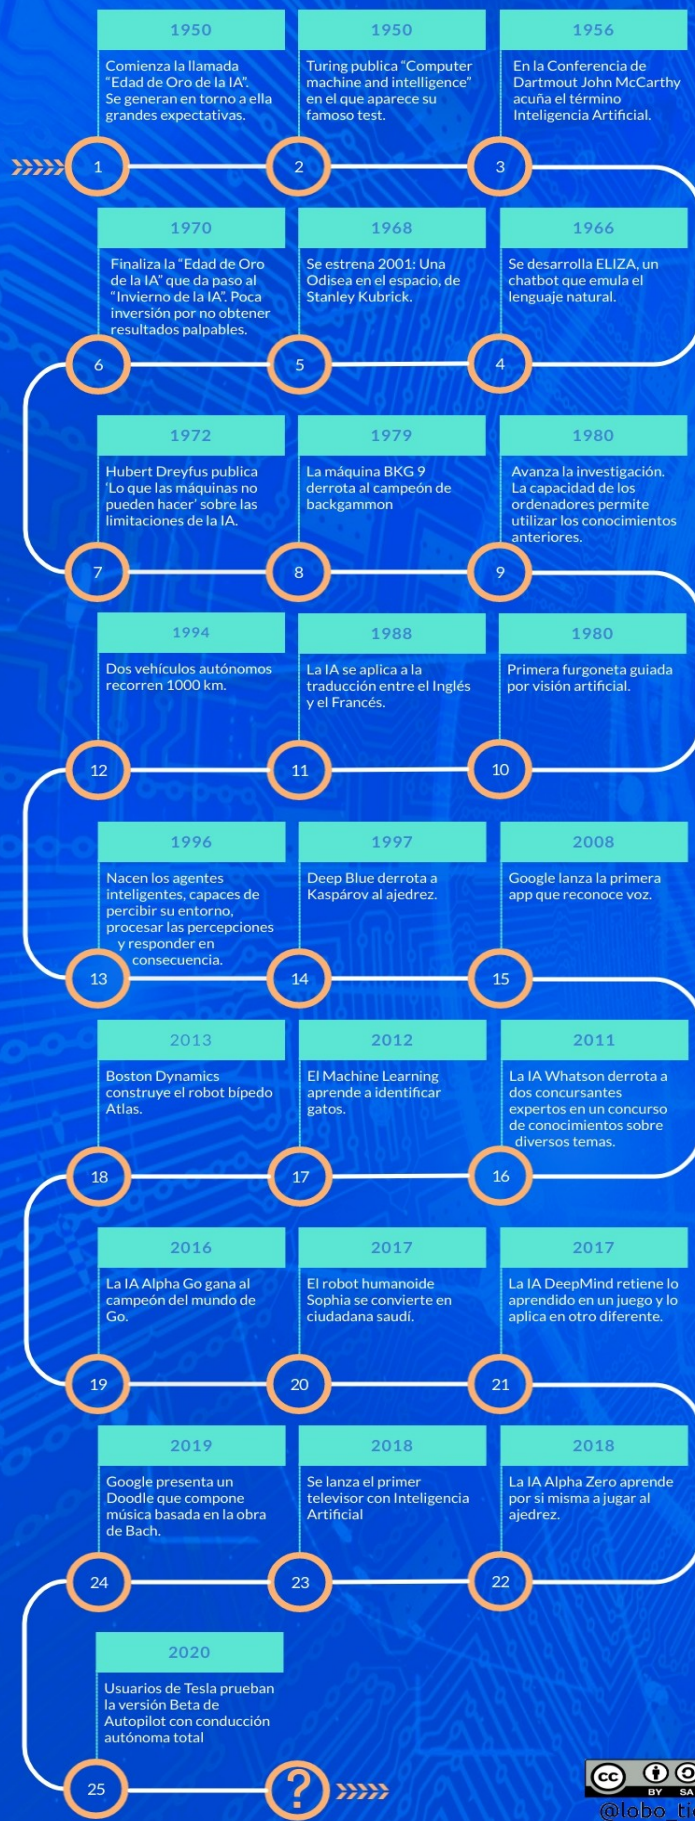 1950
Comienza la llamada
“Edad de Oro de la IA”.
Se generan en torno a ella
grandes expectativas.
1
1950
Turing publica “Computer
machine and intelligence”
en el que aparece su
famoso test.
2
1956
En la Conferencia de
Dartmout John McCarthy
acuña el término
Inteligencia Artificial.
3
1966
Se desarrolla ELIZA, un
chatbot que emula el
lenguaje natural.
4
1968
Se estrena 2001: Una
Odisea en el espacio, de
Stanley Kubrick.
5
1970
Finaliza la “Edad de Oro
de la IA” que da paso al
“Invierno de la IA”. Poca
inversión por no obtener
resultados palpables.
6
1972
Hubert Dreyfus publica
‘Lo que las máquinas no
pueden hacer’ sobre las
limitaciones de la IA.
7
1979
La máquina BKG 9
derrota al campeón de
backgammon
8
1980
Avanza la investigación.
La capacidad de los
ordenadores permite
utilizar los conocimientos
anteriores.
9
1980
Primera furgoneta guiada
por visión artificial.
10
1988
La IA se aplica a la
traducción entre el Inglés
y el Francés.
11
1994
Dos vehículos autónomos
recorren 1000 km.
12
1996
Nacen los agentes
inteligentes, capaces de
percibir su entorno,
procesar las percepciones
y responder en
consecuencia.
13
1997
Deep Blue derrota a
Kaspárov al ajedrez.
14
2008
Google lanza la primera
app que reconoce voz.
15
2011
La IA Whatson derrota a
dos concursantes
expertos en un concurso
de conocimientos sobre
diversos temas.
16
2012
El Machine Learning
aprende a identificar
gatos.
17
2013
Boston Dynamics
construye el robot bípedo
Atlas.
18
2016
La IA Alpha Go gana al
campeón del mundo de
Go.
19
2017
El robot humanoide
Sophia se convierte en
ciudadana saudí.
20
2017
La IA DeepMind retiene lo
aprendido en un juego y lo
aplica en otro diferente.
21
2018
La IA Alpha Zero aprende
por si misma a jugar al
ajedrez.
22
2018
Se lanza el primer
televisor con Inteligencia
Artificial
23
2019
Google presenta un
Doodle que compone
música basada en la obra
de Bach.
24
2020
Usuarios de Tesla prueban
la versión Beta de
Autopilot con conducción
autónoma total
25
?
cc
BY SA